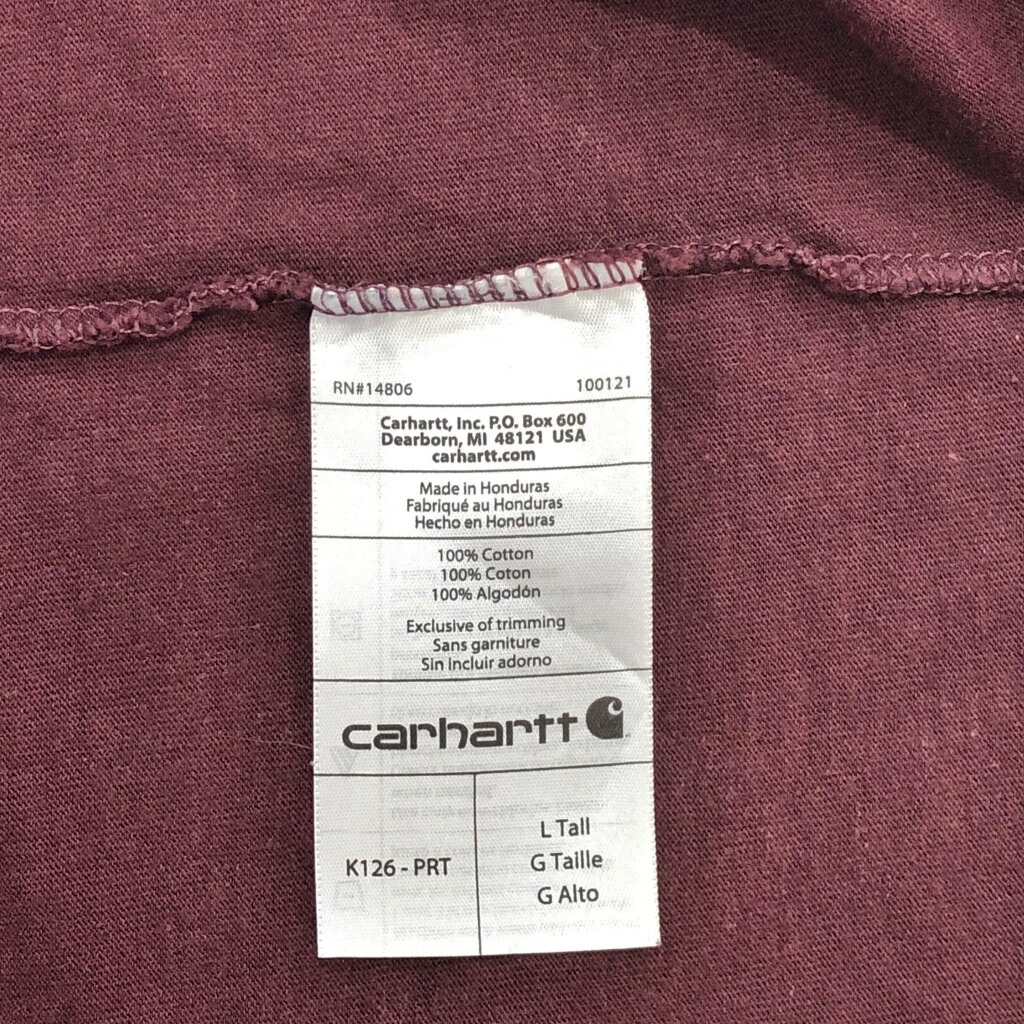 RN#14806 100121
Carhartt, Inc. P.O. Box 600
Dearborn, MI 48121 USA
carhartt.com
Made in Honduras
Fabriqué au Honduras
Hecho en Honduras
100% Cotton
100% Coton
100% Algodón
Exclusive of trimming
Sans garniture
Sin incluir adorno
carhartt
K126 - PRT
L Tall
G Taille
G Alto